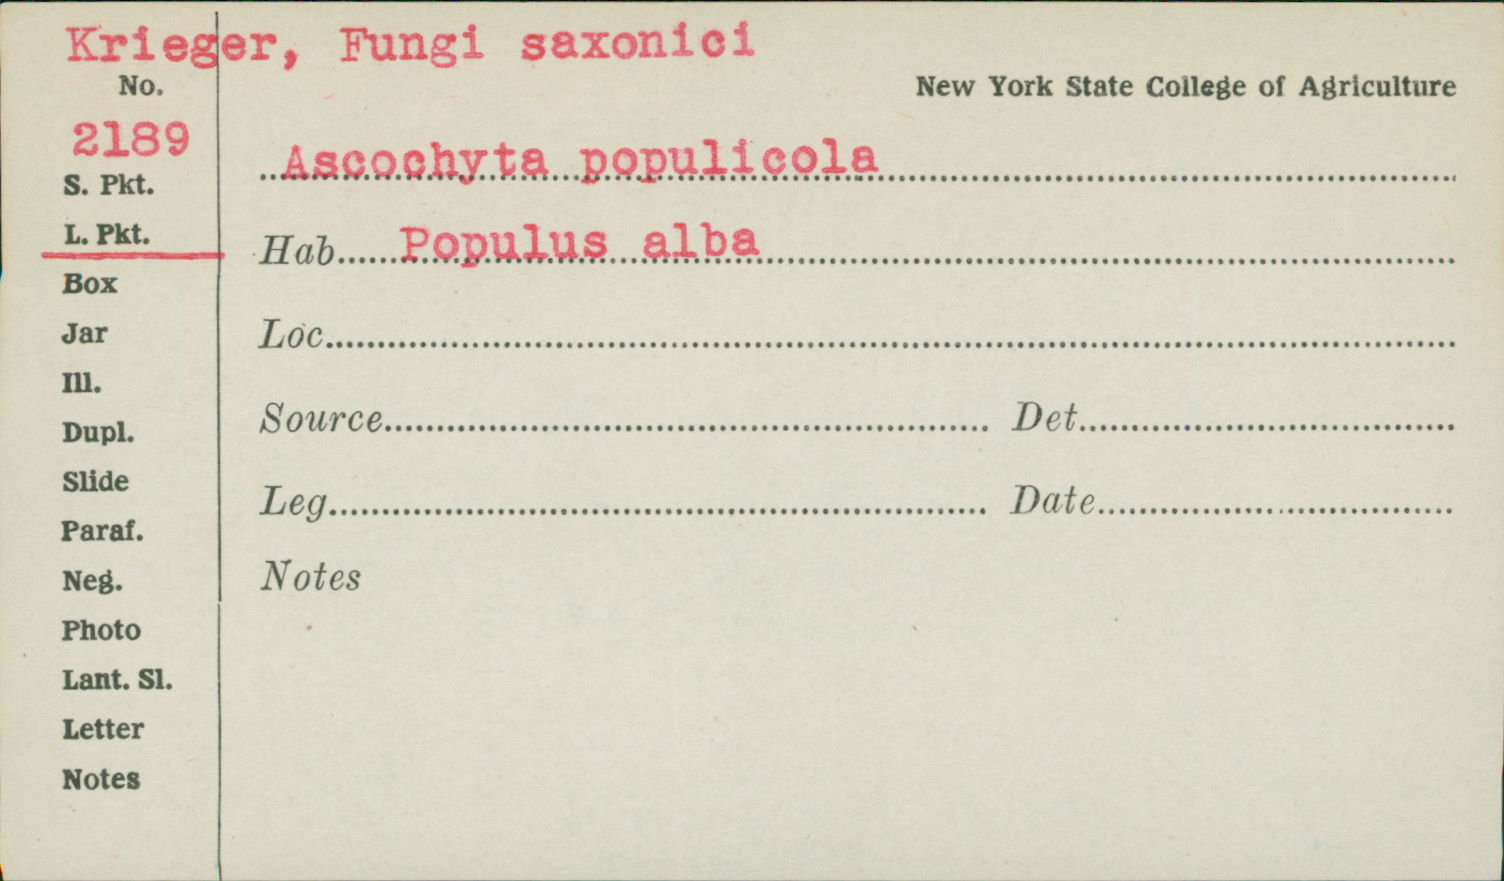 Krieger, Fungi saxonici
No.
New York State College of Agriculture
2189
Ascochyta populicola
S. Pkt.
L. Pkt.
Hab. Populus alba
Box
Jar
Loc.
Ill.
Dupl.
Source Det.
Slide
Leg. Date
Paraf.
Neg.
Notes
Photo
Lant. Sl.
Letter
Notes